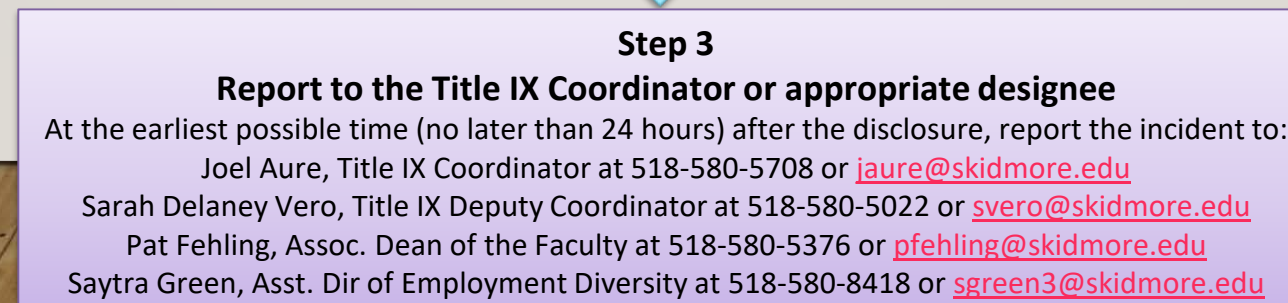 Step 3
Report to the Title IX Coordinator or appropriate designee
At the earliest possible time (no later than 24 hours) after the disclosure, report the incident to:
Joel Aure, Title IX Coordinator at 518-580-5708 or jaure@skidmore.edu
Sarah Delaney Vero, Title IX Deputy Coordinator at 518-580-5022 or svero@skidmore.edu
Pat Fehling, Assoc. Dean of the Faculty at 518-580-5376 or pfehling@skidmore.edu
Saytra Green, Asst. Dir of Employment Diversity at 518-580-8418 or sgreen3@skidmore.edu